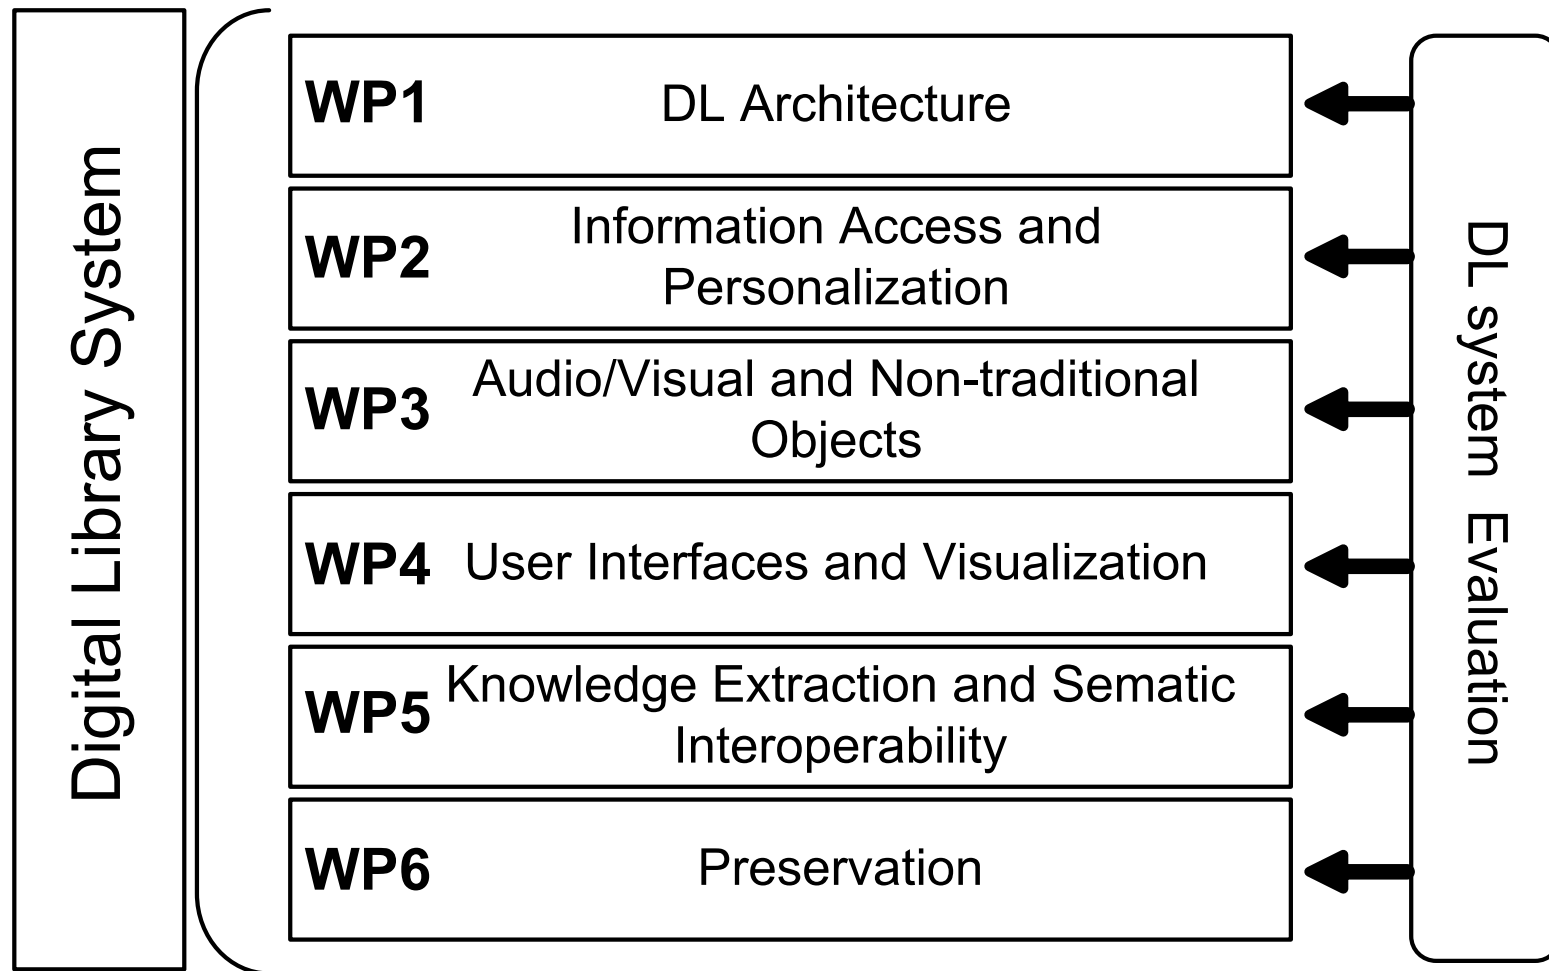 Digital Library System
WP1
DL Architecture
WP2
Information Access and
Personalization
WP3
Audio/Visual and Non-traditional
Objects
WP4
User Interfaces and Visualization
WP5
Knowledge Extraction and Sematic
Interoperability
WP6
Preservation
DL system Evaluation